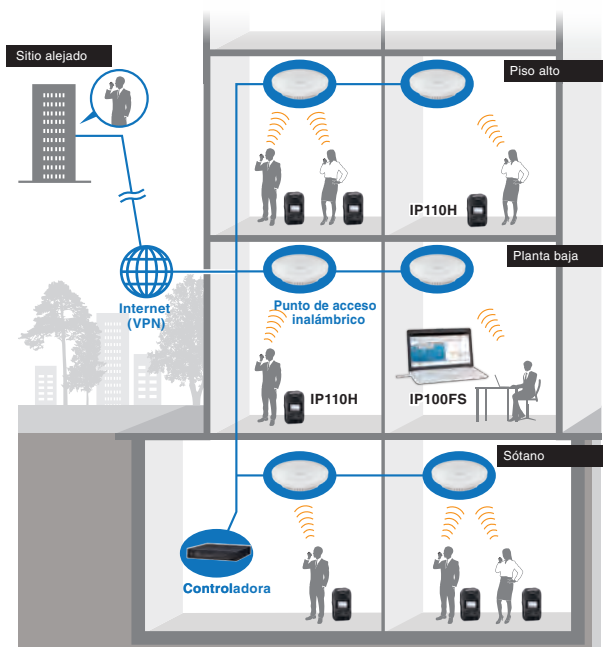 Sitio alejado
Piso alto
IP110H
Planta baja
Internet
(VPN)
Punto de acceso
inalámbrico
IP110H
IP100FS
Sótano
Controladora